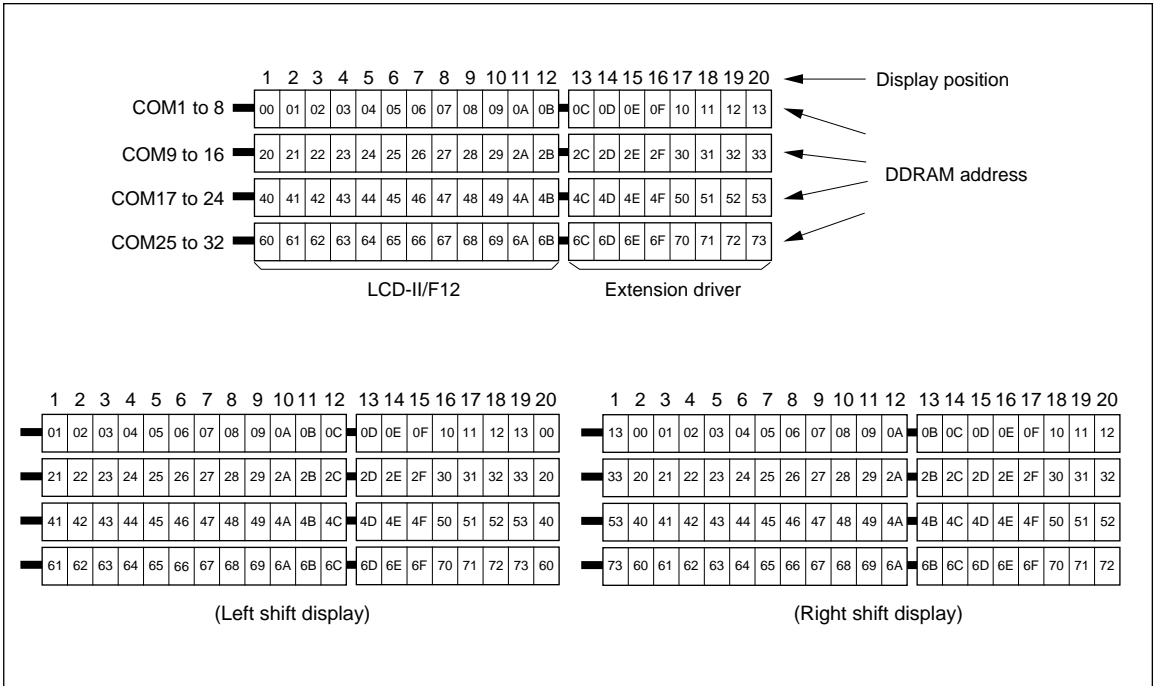 1 2 3 4 5 6 7 8 9 10 11 12 13 14 15 16 17 18 19 20 Display position
COM1 to 8 00 01 02 03 04 05 06 07 08 09 0A 0B 0C 0D 0E 0F 10 11 12 13
COM9 to 16 20 21 22 23 24 25 26 27 28 29 2A 2B 2C 2D 2E 2F 30 31 32 33
DDRAM address
COM17 to 24 40 41 42 43 44 45 46 47 48 49 4A 4B 4C 4D 4E 4F 50 51 52 53
COM25 to 32 60 61 62 63 64 65 66 67 68 69 6A 6B 6C 6D 6E 6F 70 71 72 73
LCD-II/F12 Extension driver
1 2 3 4 5 6 7 8 9 10 11 12 13 14 15 16 17 18 19 20
01 02 03 04 05 06 07 08 09 0A 0B 0C 0D 0E 0F 10 11 12 13 00
21 22 23 24 25 26 27 28 29 2A 2B 2C 2D 2E 2F 30 31 32 33 20
41 42 43 44 45 46 47 48 49 4A 4B 4C 4D 4E 4F 50 51 52 53 40
61 62 63 64 65 66 67 68 69 6A 6B 6C 6D 6E 6F 70 71 72 73 60
(Left shift display)
1 2 3 4 5 6 7 8 9 10 11 12 13 14 15 16 17 18 19 20
13 00 01 02 03 04 05 06 07 08 09 0A 0B 0C 0D 0E 0F 10 11 12
33 20 21 22 23 24 25 26 27 28 29 2A 2B 2C 2D 2E 2F 30 31 32
53 40 41 42 43 44 45 46 47 48 49 4A 4B 4C 4D 4E 4F 50 51 52
73 60 61 62 63 64 65 66 67 68 69 6A 6B 6C 6D 6E 6F 70 71 72
(Right shift display)